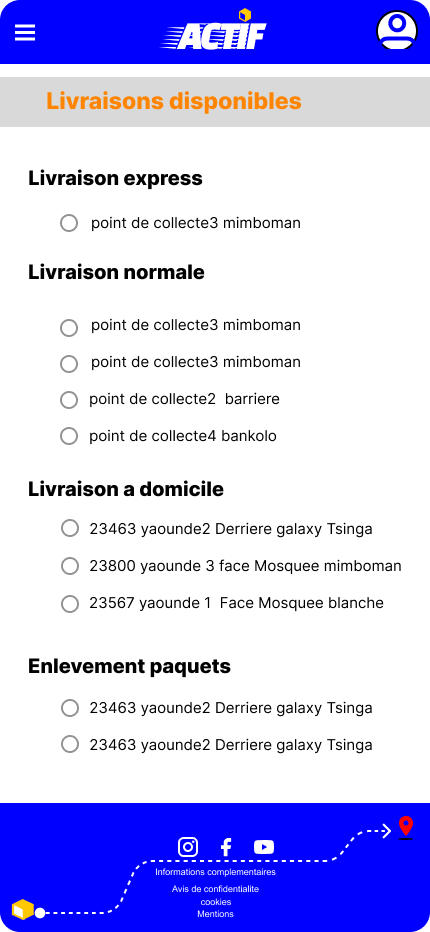 ACTIF
Livraisons disponibles
Livraison express
point de collecte3 mimboman
Livraison normale
point de collecte3 mimboman
point de collecte3 mimboman
point de collecte2 barriere
point de collecte4 bankolo
Livraison a domicile
23463 yaounde2 Derriere galaxy Tsinga
23800 yaounde 3 face Mosquee mimboman
23567 yaounde 1 Face Mosquee blanche
Enlevement paquets
23463 yaounde2 Derriere galaxy Tsinga
23463 yaounde2 Derriere galaxy Tsinga
Informations complementaires
Avis de confidentialite
cookies
Mentions